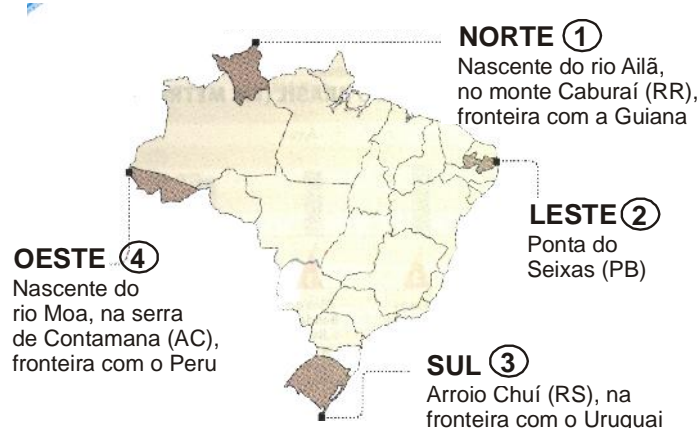 NORTE 1
Nascente do rio Ailã,
no monte Caburaí (RR),
fronteira com a Guiana
LESTE 2
Ponta do
Seixas (PB)
OESTE 4
Nascente do
rio Moa, na serra
de Contamana (AC),
fronteira com o Peru
SUL 3
Arroio Chuí (RS), na
fronteira com o Uruguai